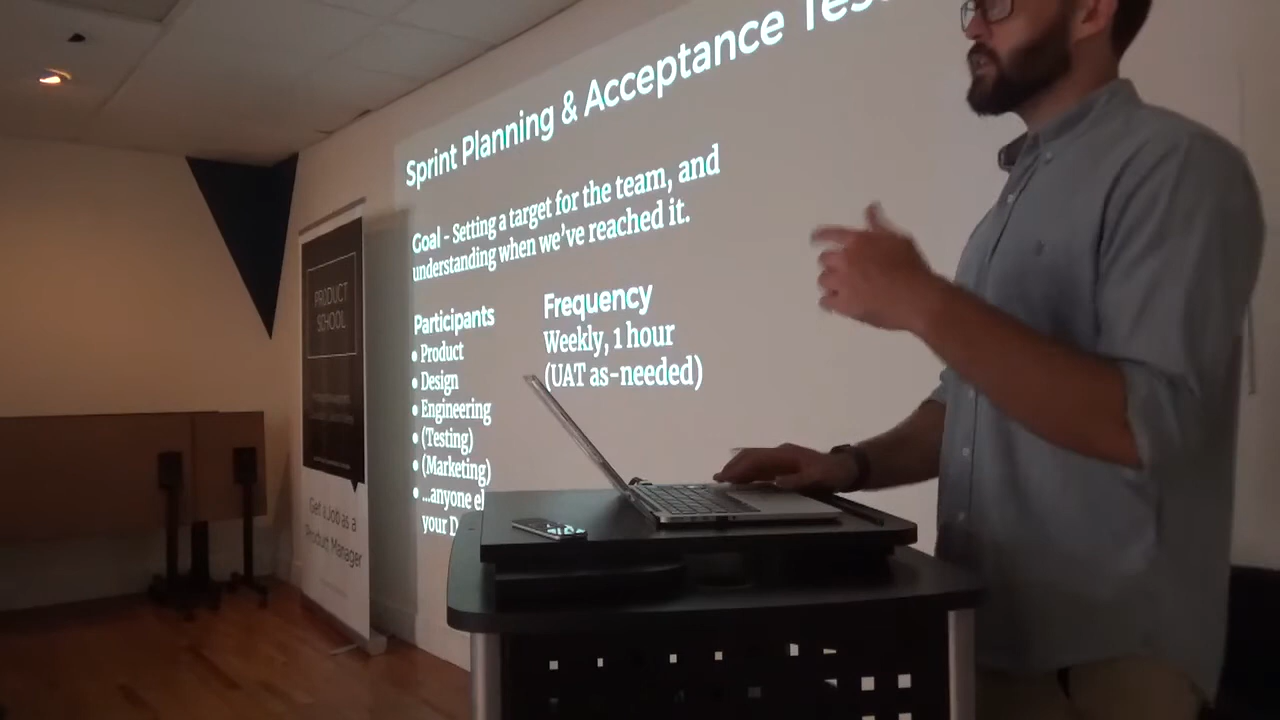 Sprint Planning & Acceptance Tes
Goal - Setting a target for the team, and
understanding when we've reached it.
Participants
• Product
• Design
• Engineering
• (Testing)
• (Marketing)
• ...anyone el
your D
Frequency
Weekly, 1 hour
(UAT as-needed)
PRODUCT
SCHOOL
Get a Job as a
Product Manager